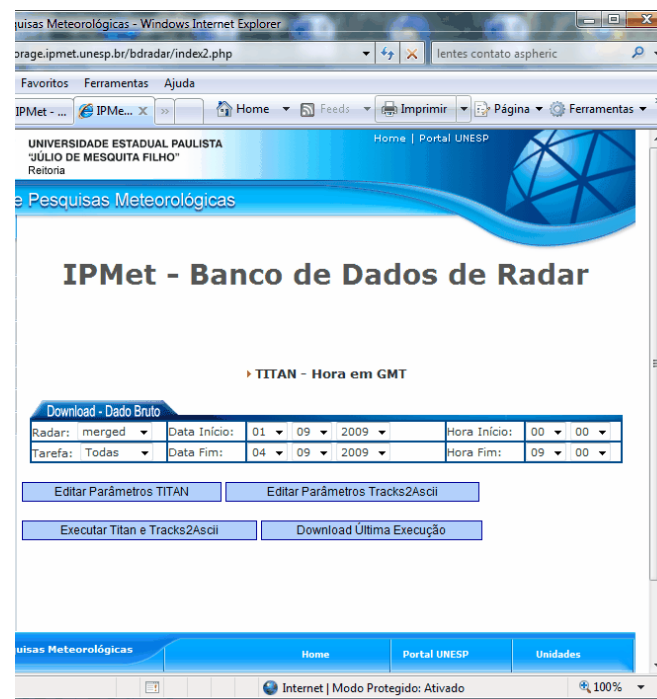 uisas Meteorológicas - Windows Internet Explorer
orage.ipmet.unesp.br/bdradar/index2.php lentes contato aspheric
Favoritos Ferramentas Ajuda
IPMet - ... IPMe... X >> Home Feeds Imprimir Página Ferramentas
UNIVERSIDADE ESTADUAL PAULISTA
"JÚLIO DE MESQUITA FILHO"
Reitoria
Home | Portal UNESP
e Pesquisas Meteorológicas
IPMet - Banco de Dados de Radar
TITAN - Hora em GMT
Download - Dado Bruto
Radar: merged Data Início: 01 09 2009 Hora Início: 00 00
Tarefa: Todas Data Fim: 04 09 2009 Hora Fim: 09 00
Editar Parâmetros TITAN Editar Parâmetros Tracks2Ascii
Executar Titan e Tracks2Ascii Download Última Execução
uisas Meteorológicas Home Portal UNESP Unidades
Internet | Modo Protegido: Ativado 100%